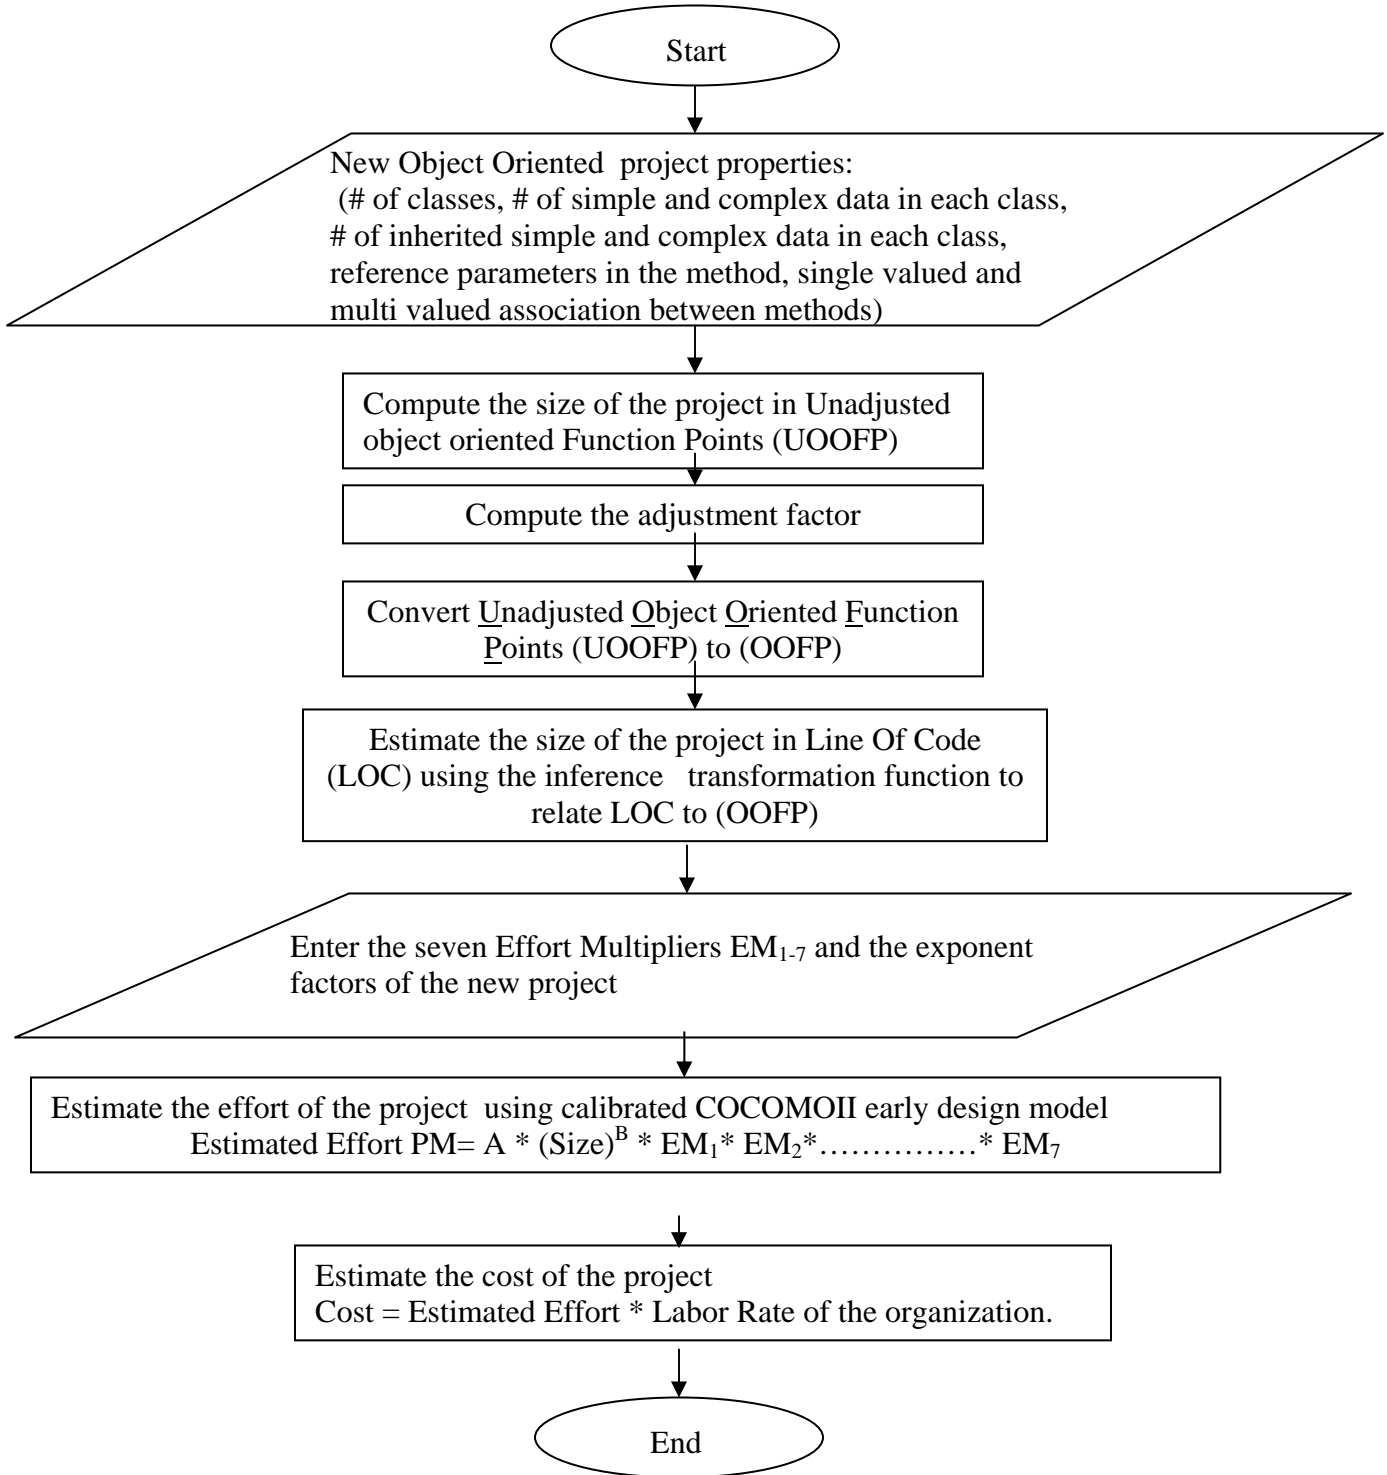 Start
New Object Oriented project properties:
(# of classes, # of simple and complex data in each class,
# of inherited simple and complex data in each class,
reference parameters in the method, single valued and
multi valued association between methods)
Compute the size of the project in Unadjusted
object oriented Function Points (UOOFP)
Compute the adjustment factor
Convert Unadjusted Object Oriented Function
Points (UOOFP) to (OOFP)
Estimate the size of the project in Line Of Code
(LOC) using the inference transformation function to
relate LOC to (OOFP)
Enter the seven Effort Multipliers EM1-7 and the exponent
factors of the new project
Estimate the effort of the project using calibrated COCOMOII early design model
Estimated Effort PM= A * (Size)^B * EM1* EM2*……………* EM7
Estimate the cost of the project
Cost = Estimated Effort * Labor Rate of the organization.
End